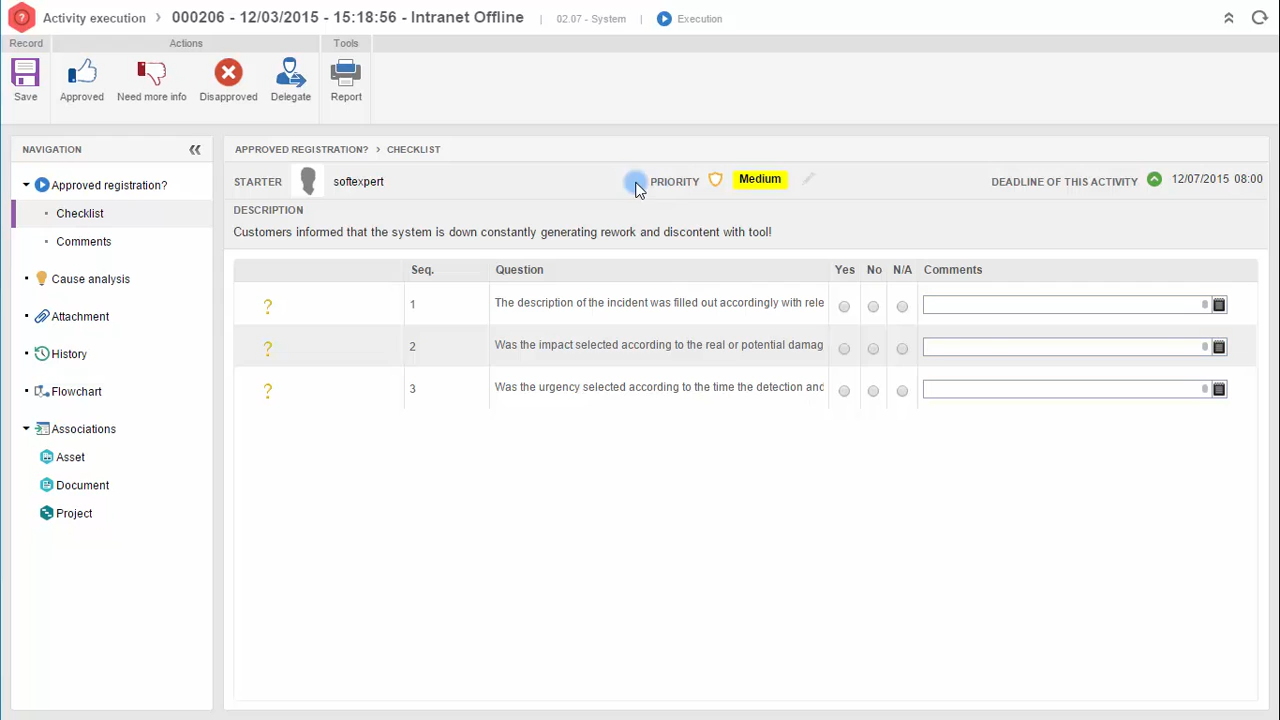 Activity execution > 000206 - 12/03/2015 - 15:18:56 - Intranet Offline | 02.07 - System | Execution
Record Actions Tools
Save Approved Need more info Disapproved Delegate Report
NAVIGATION
Approved registration?
Checklist
Comments
Cause analysis
Attachment
History
Flowchart
Associations
Asset
Document
Project
APPROVED REGISTRATION? > CHECKLIST
STARTER softexpert PRIORITY Medium DEADLINE OF THIS ACTIVITY 12/07/2015 08:00
DESCRIPTION
Customers informed that the system is down constantly generating rework and discontent with tool!
Seq. Question Yes No N/A Comments
? 1 The description of the incident was filled out accordingly with rele
? 2 Was the impact selected according to the real or potential damag
? 3 Was the urgency selected according to the time the detection and